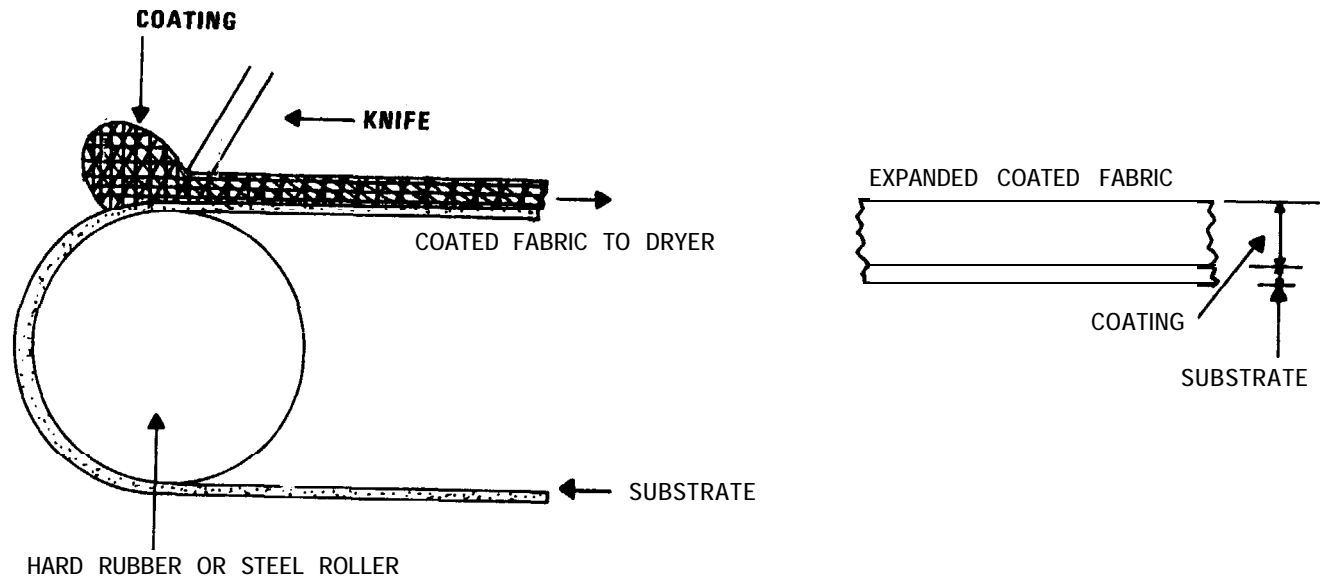 COATING
KNIFE
COATED FABRIC TO DRYER
SUBSTRATE
HARD RUBBER OR STEEL ROLLER
EXPANDED COATED FABRIC
COATING
SUBSTRATE